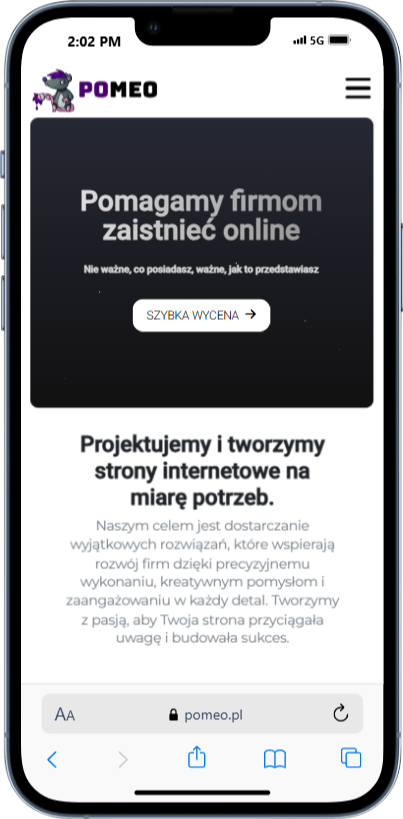 2:02 PM 5G
POMEO
Pomagamy firmom
zaistnieć online
Nie ważne, co posiadasz, ważne, jak to przedstawiasz
SZYBKA WYCENA →
Projektujemy i tworzymy
strony internetowe na
miarę potrzeb.
Naszym celem jest dostarczanie
wyjątkowych rozwiązań, które wspierają
rozwój firm dzięki precyzyjnemu
wykonaniu, kreatywnym pomysłom i
zaangażowaniu w każdy detal. Tworzymy
z pasją, aby Twoja strona przyciągała
uwagę i budowała sukces.
AA pomeo.pl